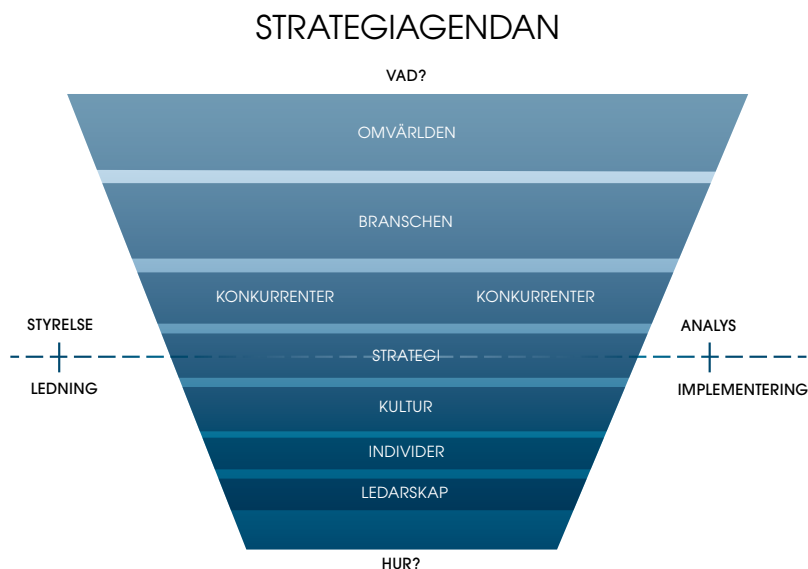 STRATEGIAGENDAN
VAD?
OMVÄRLDEN
BRANSCHEN
KONKURRENTER KONKURRENTER
STYRELSE ANALYS
STRATEGI
LEDNING IMPLEMENTERING
KULTUR
INDIVIDER
LEDARSKAP
HUR?